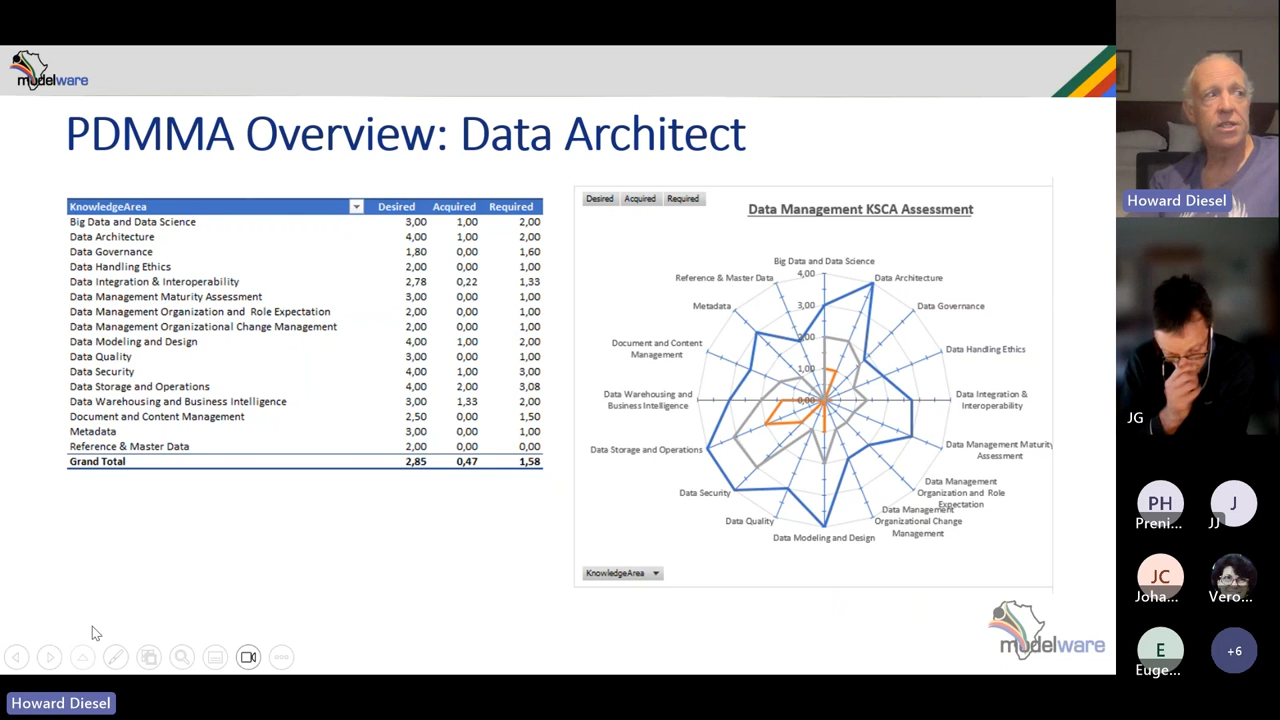 modelware
PDMMA Overview: Data Architect
KnowledgeArea Desired Acquired Required
Big Data and Data Science 3,00 1,00 2,00
Data Architecture 4,00 1,00 2,00
Data Governance 1,80 0,00 1,60
Data Handling Ethics 2,00 0,00 1,00
Data Integration & Interoperability 2,78 0,22 1,33
Data Management Maturity Assessment 3,00 0,00 1,00
Data Management Organization and Role Expectation 2,00 0,00 1,00
Data Management Organizational Change Management 2,00 0,00 1,00
Data Modeling and Design 4,00 1,00 2,00
Data Quality 3,00 0,00 1,00
Data Security 4,00 1,00 3,00
Data Storage and Operations 4,00 2,00 3,08
Data Warehousing and Business Intelligence 3,00 1,33 2,00
Document and Content Management 2,50 0,00 1,50
Metadata 3,00 0,00 1,00
Reference & Master Data 2,00 0,00 0,00
Grand Total 2,85 0,47 1,58
Desired Acquired Required
Data Management KSCA Assessment
Big Data and Data Science
Data Architecture
Data Governance
Data Handling Ethics
Data Integration &
Interoperability
Data Management Maturity
Assessment
Data Management
Organization and Role
Expectation
Data Management
Organizational Change
Management
Data Modeling and Design
Data Quality
Data Security
Data Storage and Operations
Data Warehousing and
Business Intelligence
Document and Content
Management
Metadata
Reference & Master Data
4,00
3,00
2,00
1,00
0,00
KnowledgeArea
modelware
Howard Diesel
JG
PH
Preni...
J
JJ
JC
Joha...
Vero...
E
Euge...
+6
Howard Diesel